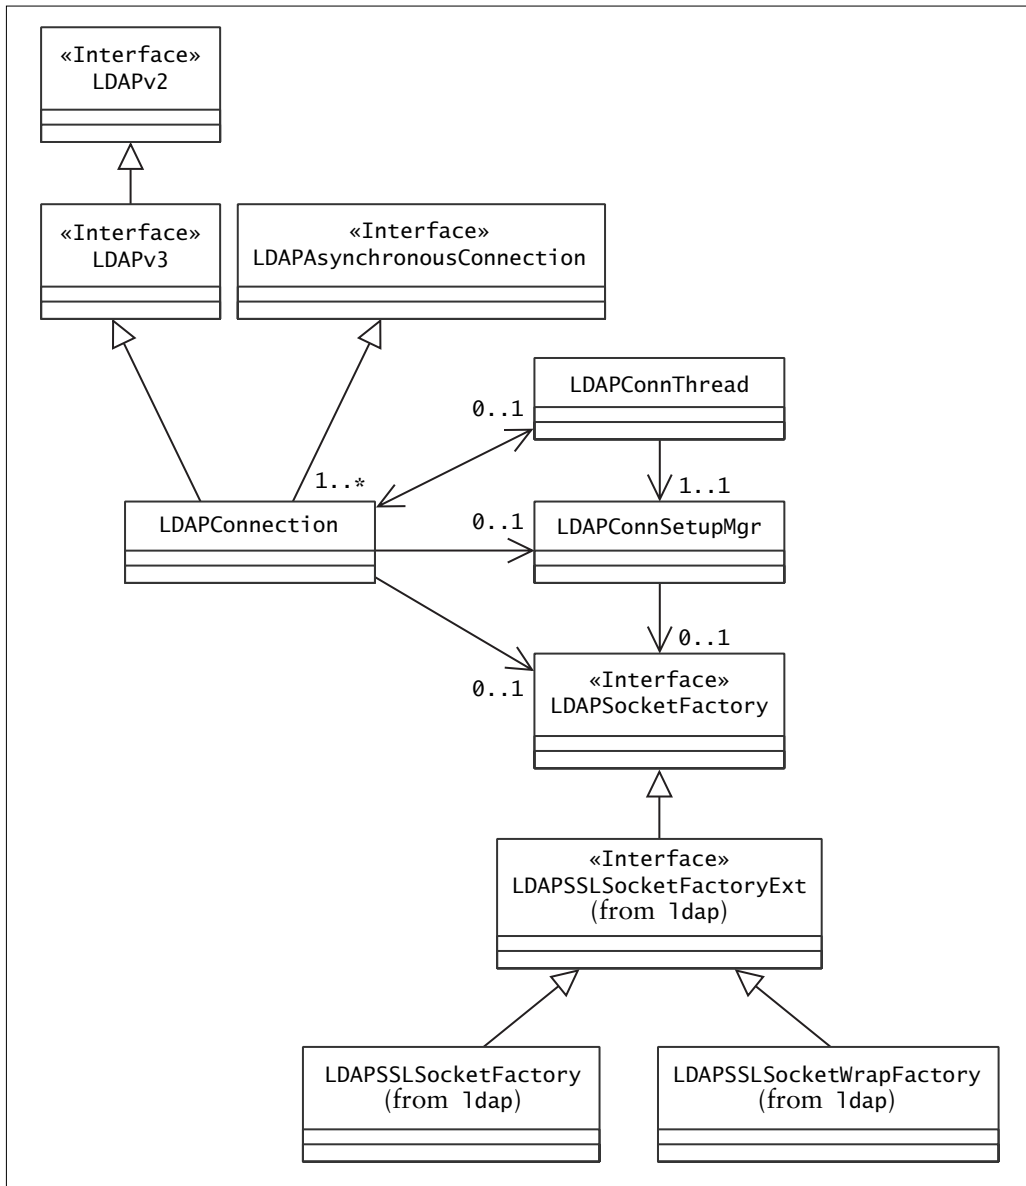 «Interface»
LDAPv2
«Interface»
LDAPv3
«Interface»
LDAPAsynchronousConnection
LDAPConnThread
0..1
1..*
1..1
LDAPConnection
0..1
LDAPConnSetupMgr
0..1
0..1
«Interface»
LDAPSocketFactory
«Interface»
LDAPSSLSocketFactoryExt
(from ldap)
LDAPSSLSocketFactory
(from ldap)
LDAPSSLSocketWrapFactory
(from ldap)